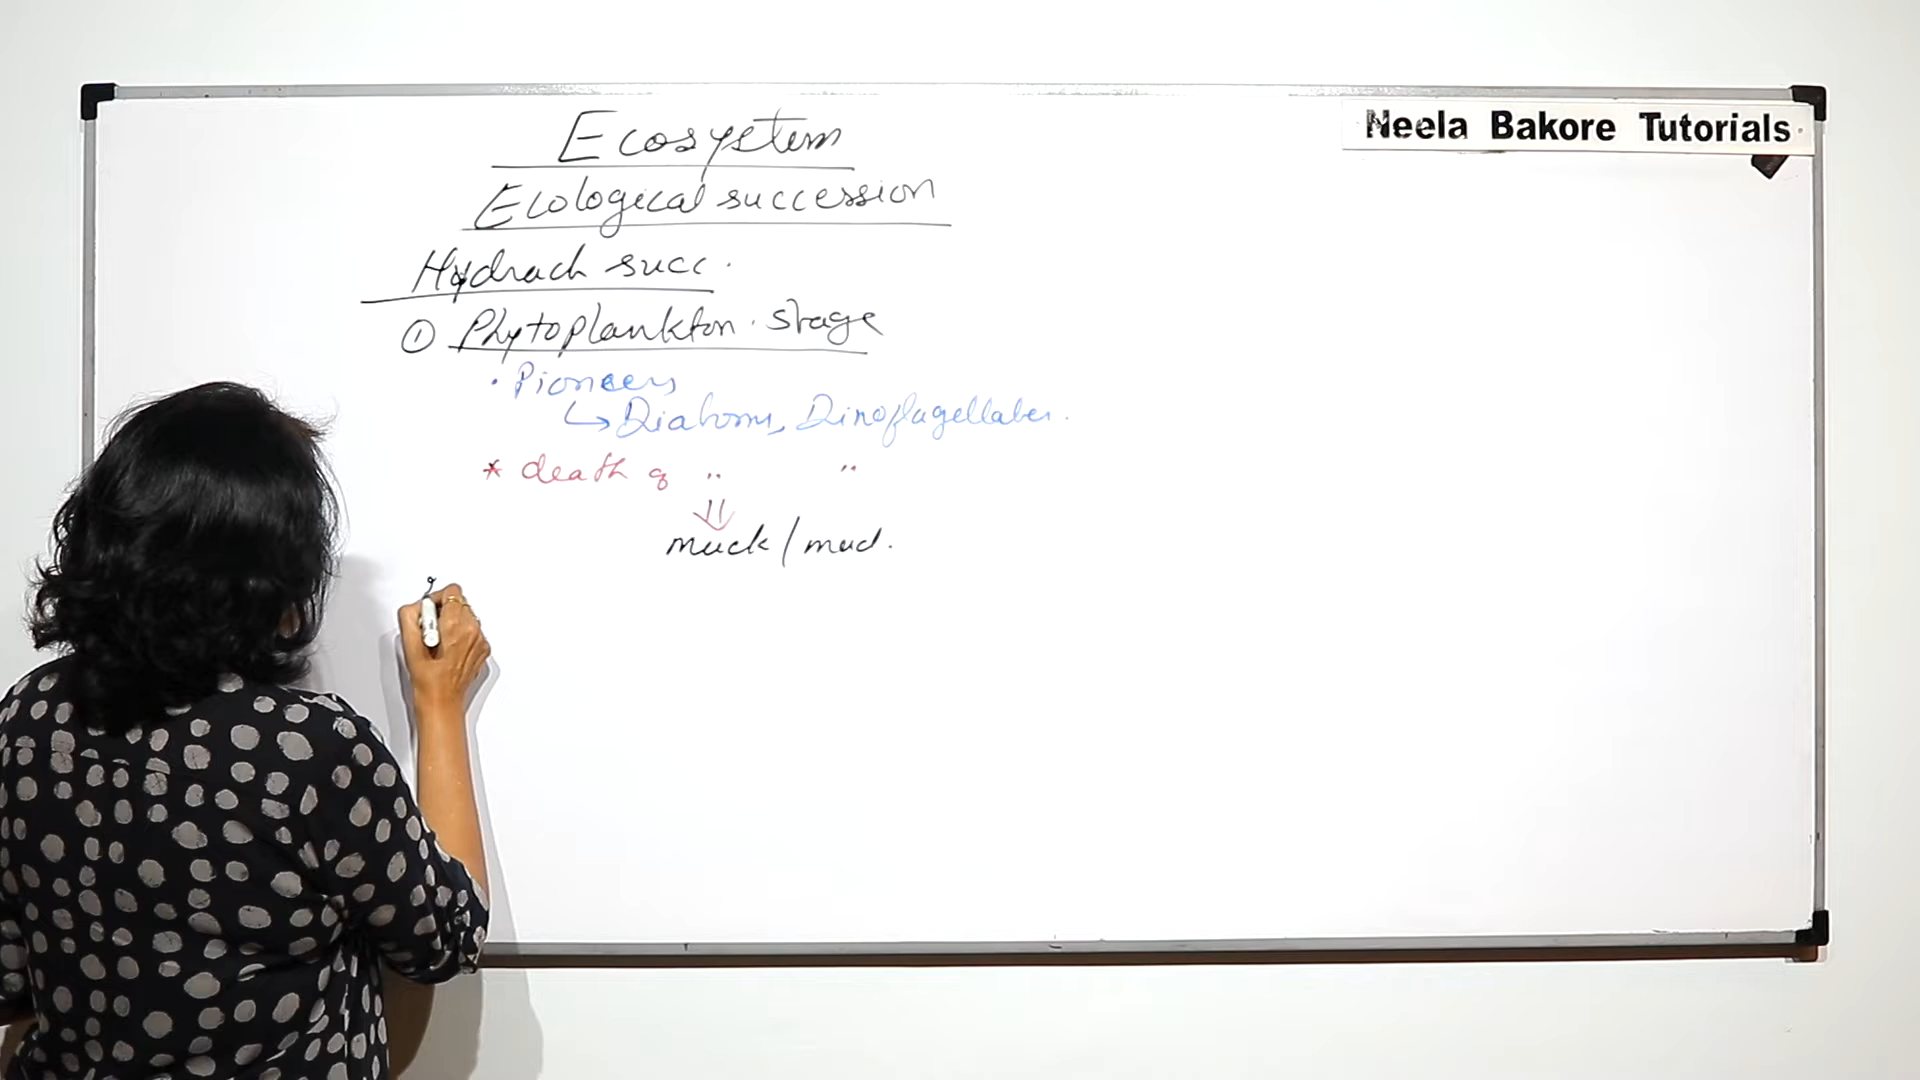 Neela Bakore Tutorials
Ecosystem
Ecological succession
Hydrach succ.
① Phytoplankton. stage
• Pioneers
↳ Diatoms, Dinoflagellates.
* death of " "
⇓
muck / mud.